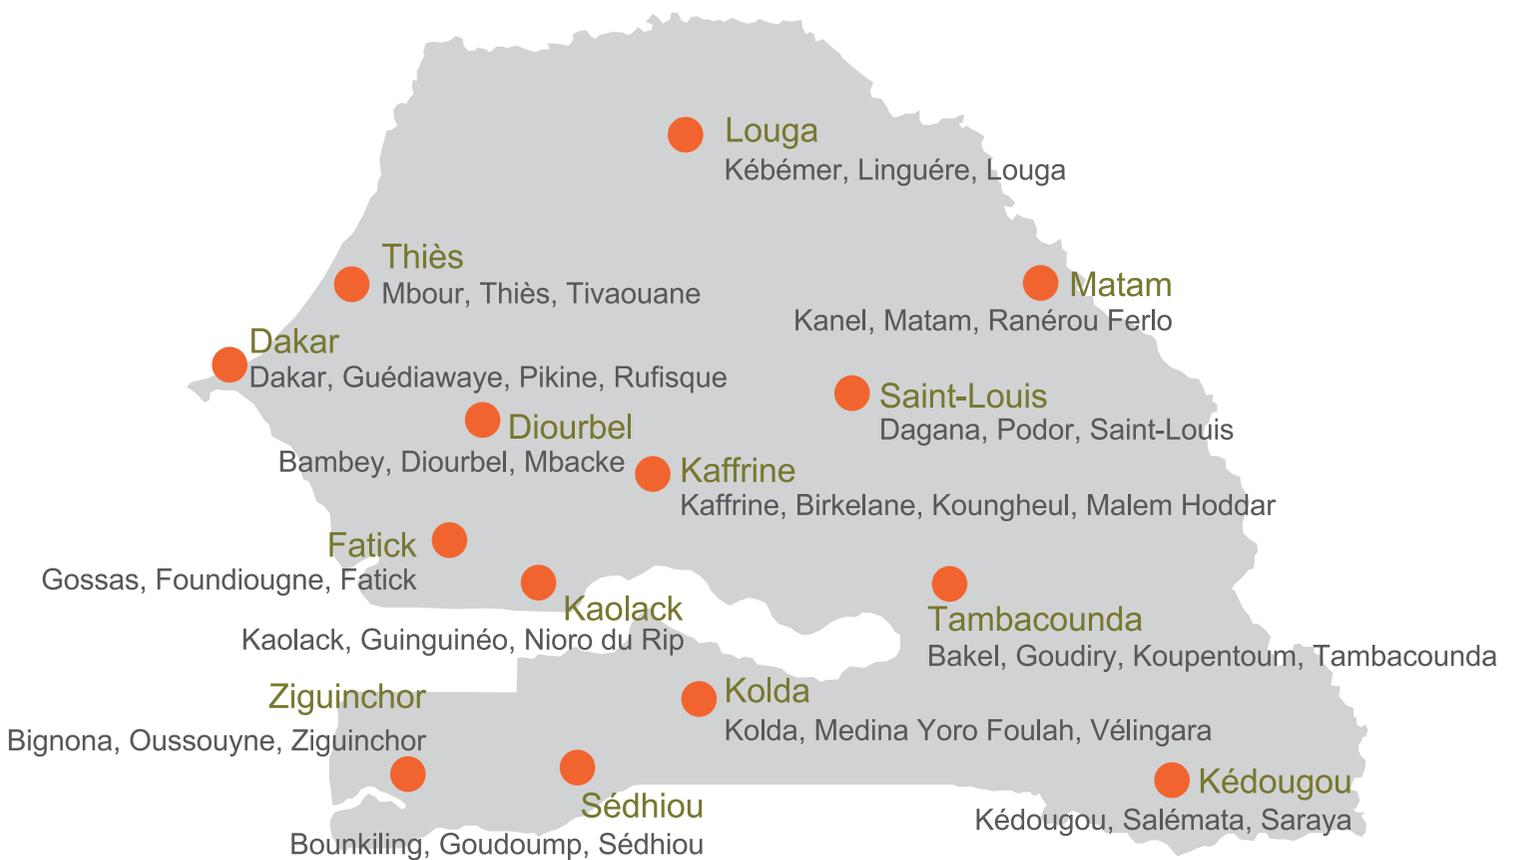 Louga
Kébémer, Linguére, Louga
Thiès
Mbour, Thiès, Tivaouane
Matam
Kanel, Matam, Ranérou Ferlo
Dakar
Dakar, Guédiawaye, Pikine, Rufisque
Saint-Louis
Dagana, Podor, Saint-Louis
Diourbel
Bambey, Diourbel, Mbacke
Kaffrine
Kaffrine, Birkelane, Koungheul, Malem Hoddar
Fatick
Gossas, Foundiougne, Fatick
Kaolack
Kaolack, Guinguinéo, Nioro du Rip
Tambacounda
Bakel, Goudiry, Koupentoum, Tambacounda
Ziguinchor
Bignona, Oussouyne, Ziguinchor
Kolda
Kolda, Medina Yoro Foulah, Vélingara
Sédhiou
Bounkiling, Goudoump, Sédhiou
Kédougou
Kédougou, Salémata, Saraya